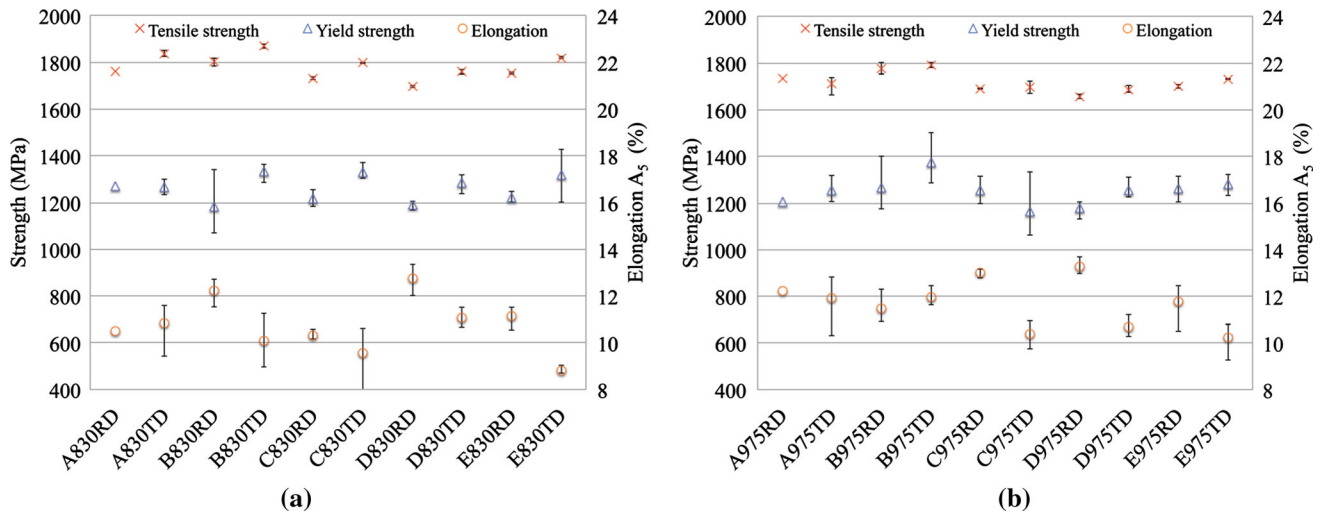 2000
1800
1600
1400
1200
1000
800
600
400
Strength (MPa)
Tensile strength
Yield strength
Elongation
24
22
20
18
16
14
12
10
8
Elongation A5 (%)
A830RD
A830TD
B830RD
B830TD
C830RD
C830TD
D830RD
D830TD
E830RD
E830TD
(a)
2000
1800
1600
1400
1200
1000
800
600
400
Strength (MPa)
Tensile strength
Yield strength
Elongation
24
22
20
18
16
14
12
10
8
Elongation A5 (%)
A975RD
A975TD
B975RD
B975TD
C975RD
C975TD
D975RD
D975TD
E975RD
E975TD
(b)